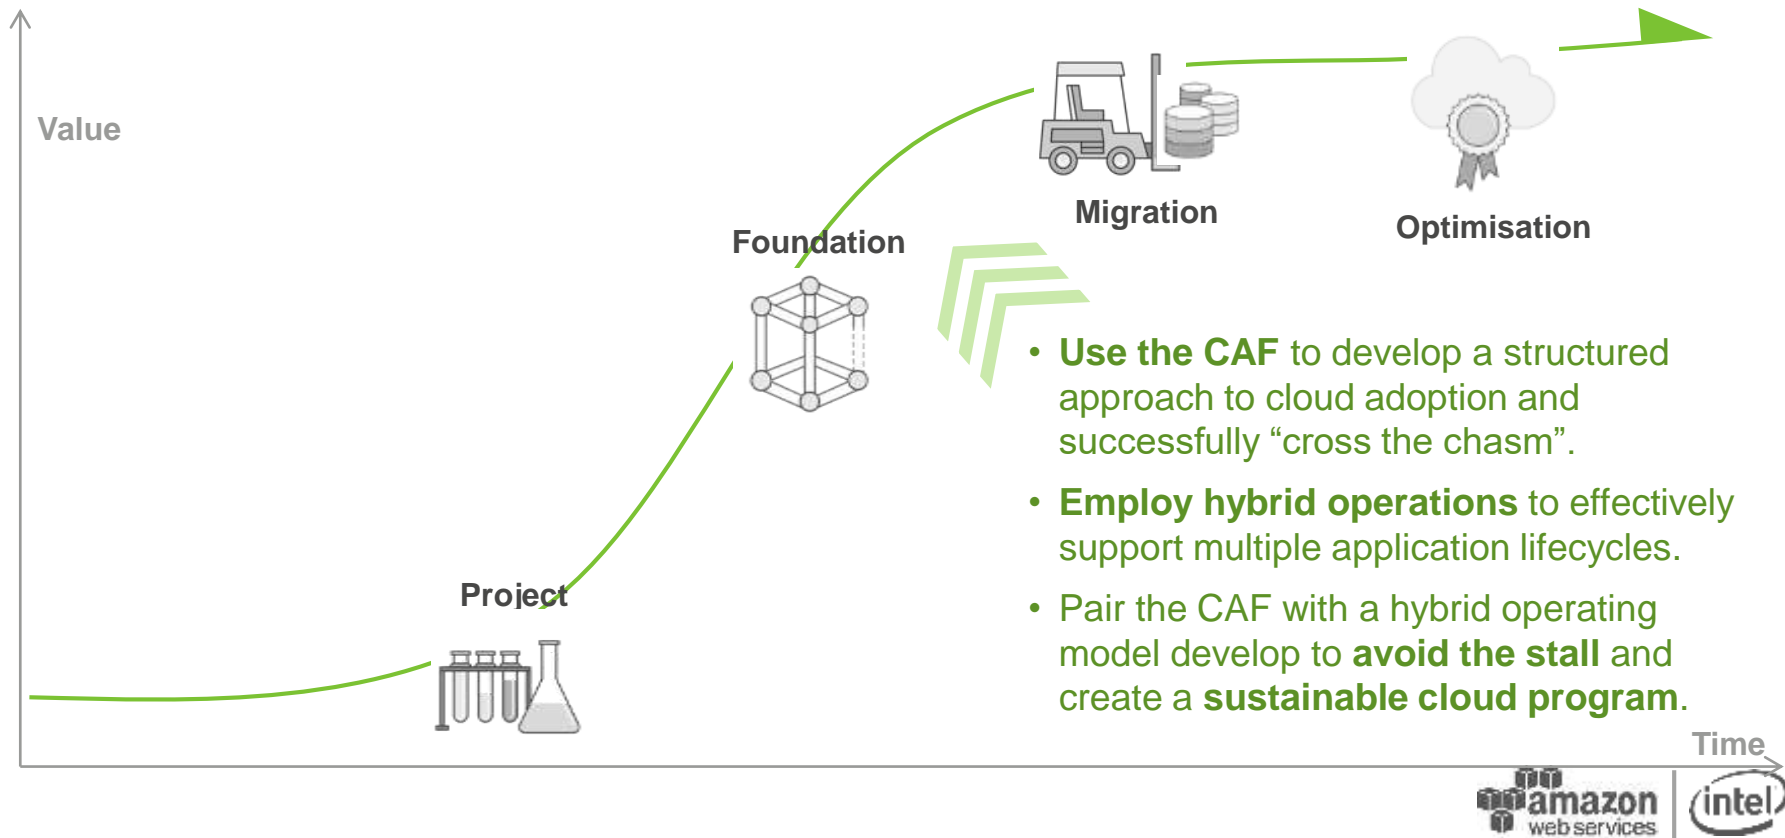 Value
Migration
Optimisation
Foundation
• Use the CAF to develop a structured
approach to cloud adoption and
successfully “cross the chasm”.
• Employ hybrid operations to effectively
support multiple application lifecycles.
Project
• Pair the CAF with a hybrid operating
model develop to avoid the stall and
create a sustainable cloud program.
Time
amazon
web services
intel